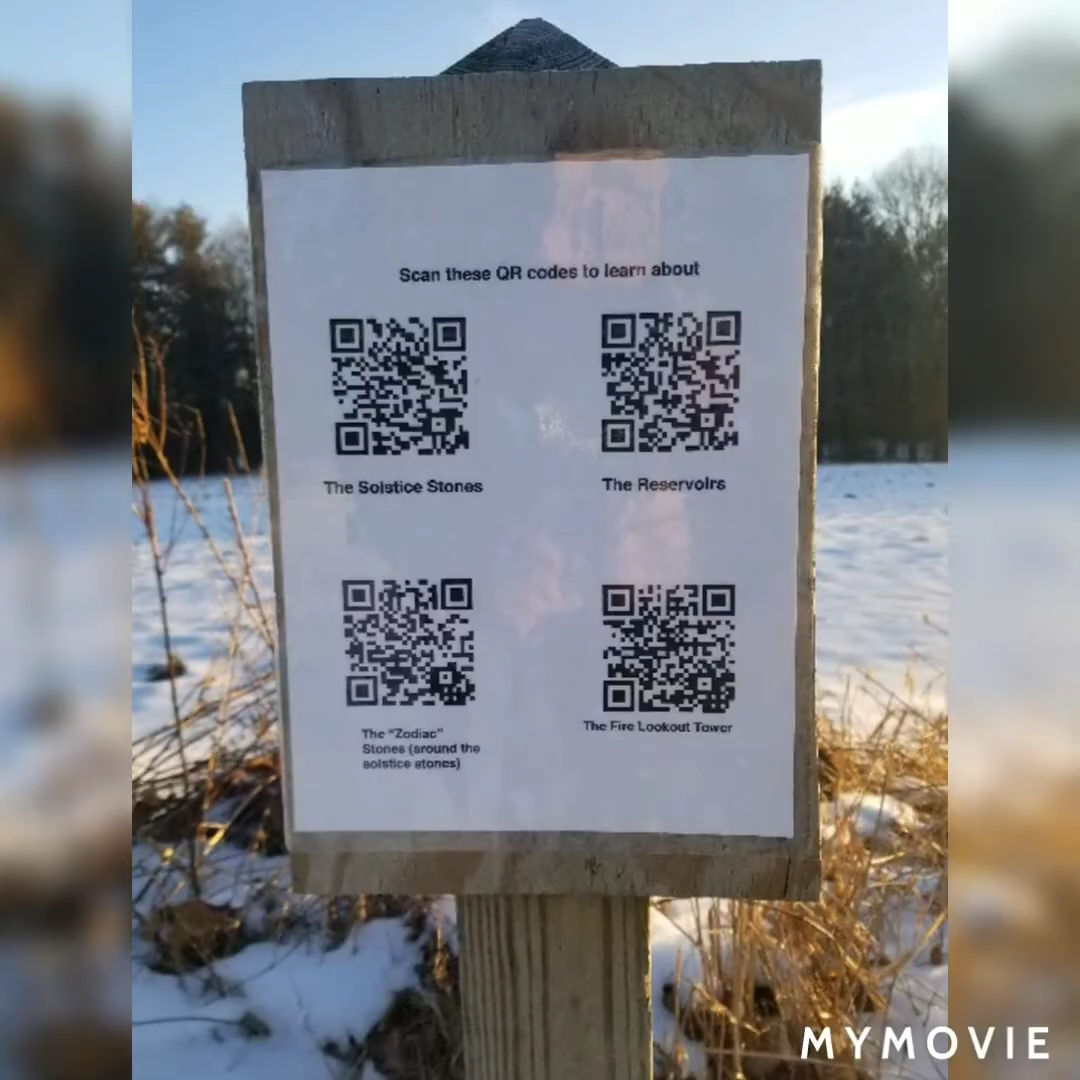 Scan these QR codes to learn about
The Solstice Stones
The Reservoirs
The "Zodiac"
Stones (around the
solstice stones)
The Fire Lookout Tower
MYMOVIE